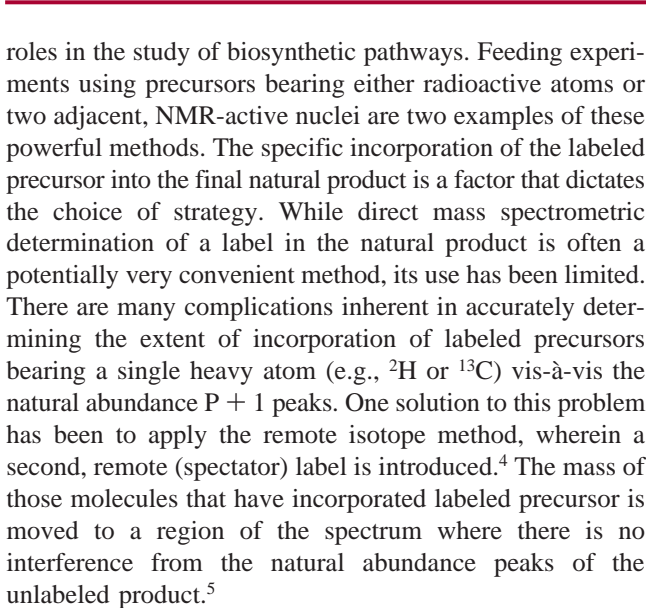 roles in the study of biosynthetic pathways. Feeding experi-
ments using precursors bearing either radioactive atoms or
two adjacent, NMR-active nuclei are two examples of these
powerful methods. The specific incorporation of the labeled
precursor into the final natural product is a factor that dictates
the choice of strategy. While direct mass spectrometric
determination of a label in the natural product is often a
potentially very convenient method, its use has been limited.
There are many complications inherent in accurately deter-
mining the extent of incorporation of labeled precursors
bearing a single heavy atom (e.g., ²H or ¹³C) vis-à-vis the
natural abundance P + 1 peaks. One solution to this problem
has been to apply the remote isotope method, wherein a
second, remote (spectator) label is introduced.⁴ The mass of
those molecules that have incorporated labeled precursor is
moved to a region of the spectrum where there is no
interference from the natural abundance peaks of the
unlabeled product.⁵